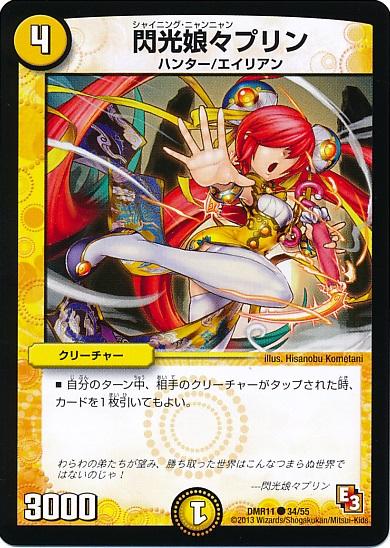 シャイニング・ニャンニャン
4
閃光娘々プリン
ハンター/エイリアン
クリーチャー
illus. Hisanobu Kometani
■ 自分のターン中、相手のクリーチャーがタップされた時、
カードを1枚引いてもよい。
わらわの弟たちが望み、勝ち取った世界はこんなつまらぬ世界で
はないのじゃ!
---閃光娘々プリン
3000
1
DMR11 ● 34/55
©2013 Wizards/Shogakukan/Mitsui-Kids
E3